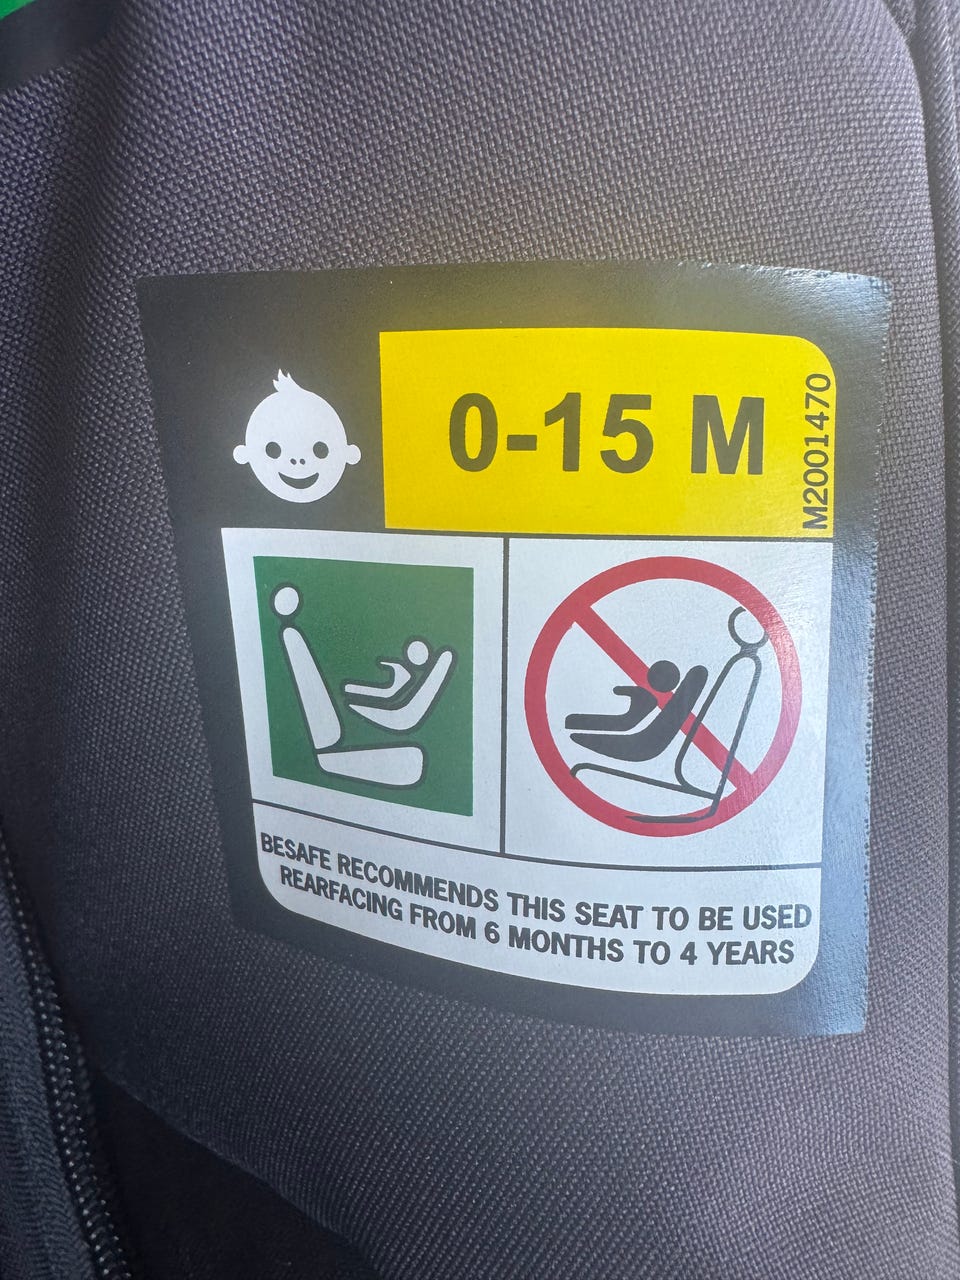 0-15 M
M2001470
BESAFE RECOMMENDS THIS SEAT TO BE USED
REARFACING FROM 6 MONTHS TO 4 YEARS